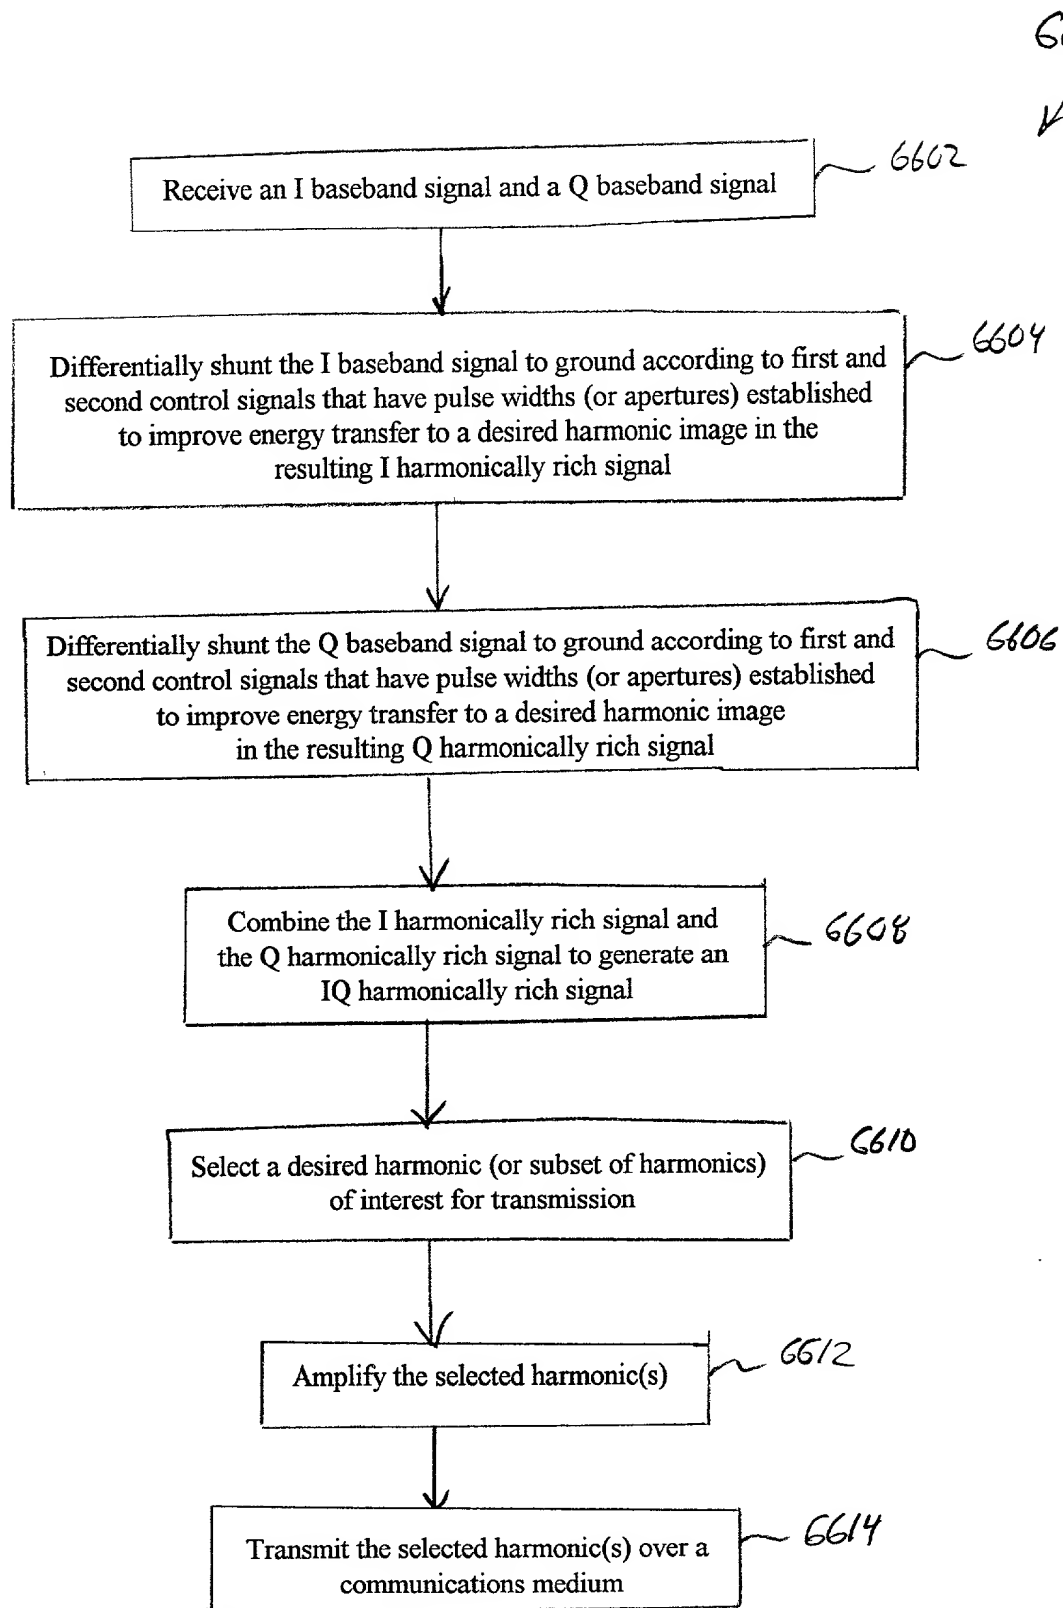 6602
Receive an I baseband signal and a Q baseband signal
6604
Differentially shunt the I baseband signal to ground according to first and
second control signals that have pulse widths (or apertures) established
to improve energy transfer to a desired harmonic image in the
resulting I harmonically rich signal
6606
Differentially shunt the Q baseband signal to ground according to first and
second control signals that have pulse widths (or apertures) established
to improve energy transfer to a desired harmonic image
in the resulting Q harmonically rich signal
6608
Combine the I harmonically rich signal and
the Q harmonically rich signal to generate an
IQ harmonically rich signal
6610
Select a desired harmonic (or subset of harmonics)
of interest for transmission
6612
Amplify the selected harmonic(s)
6614
Transmit the selected harmonic(s) over a
communications medium